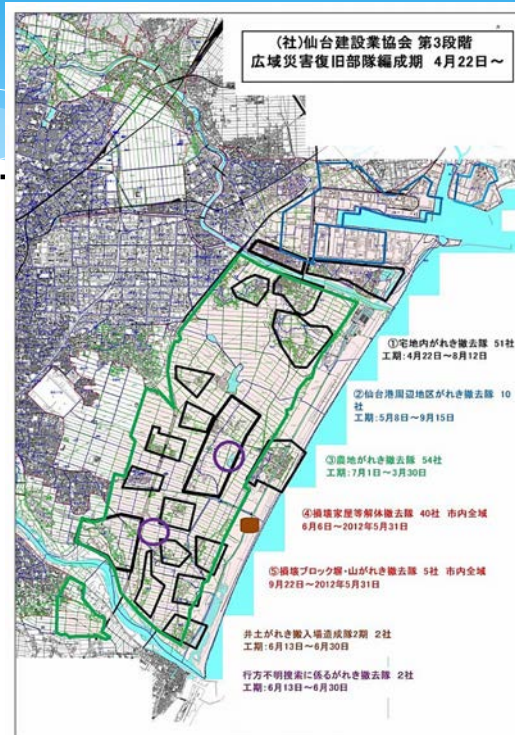 (社)仙台建設業協会 第3段階
広域災害復旧部隊編成期 4月22日～
①宅地内がれき撤去隊 51社
工期:4月22日～8月12日
②仙台港周辺地区がれき撤去隊 10
社
工期:5月8日～9月15日
③農地がれき撤去隊 54社
工期:7月1日～3月30日
④損壊家屋等解体撤去隊 40社 市内全域
6月6日～2012年5月31日
⑤損壊ブロック塀・山がれき撤去隊 5社 市内全域
9月22日～2012年5月31日
井土がれき搬入場造成隊2期 2社
工期:6月13日～6月30日
行方不明捜索に係るがれき撤去隊 2社
工期:6月13日～6月30日